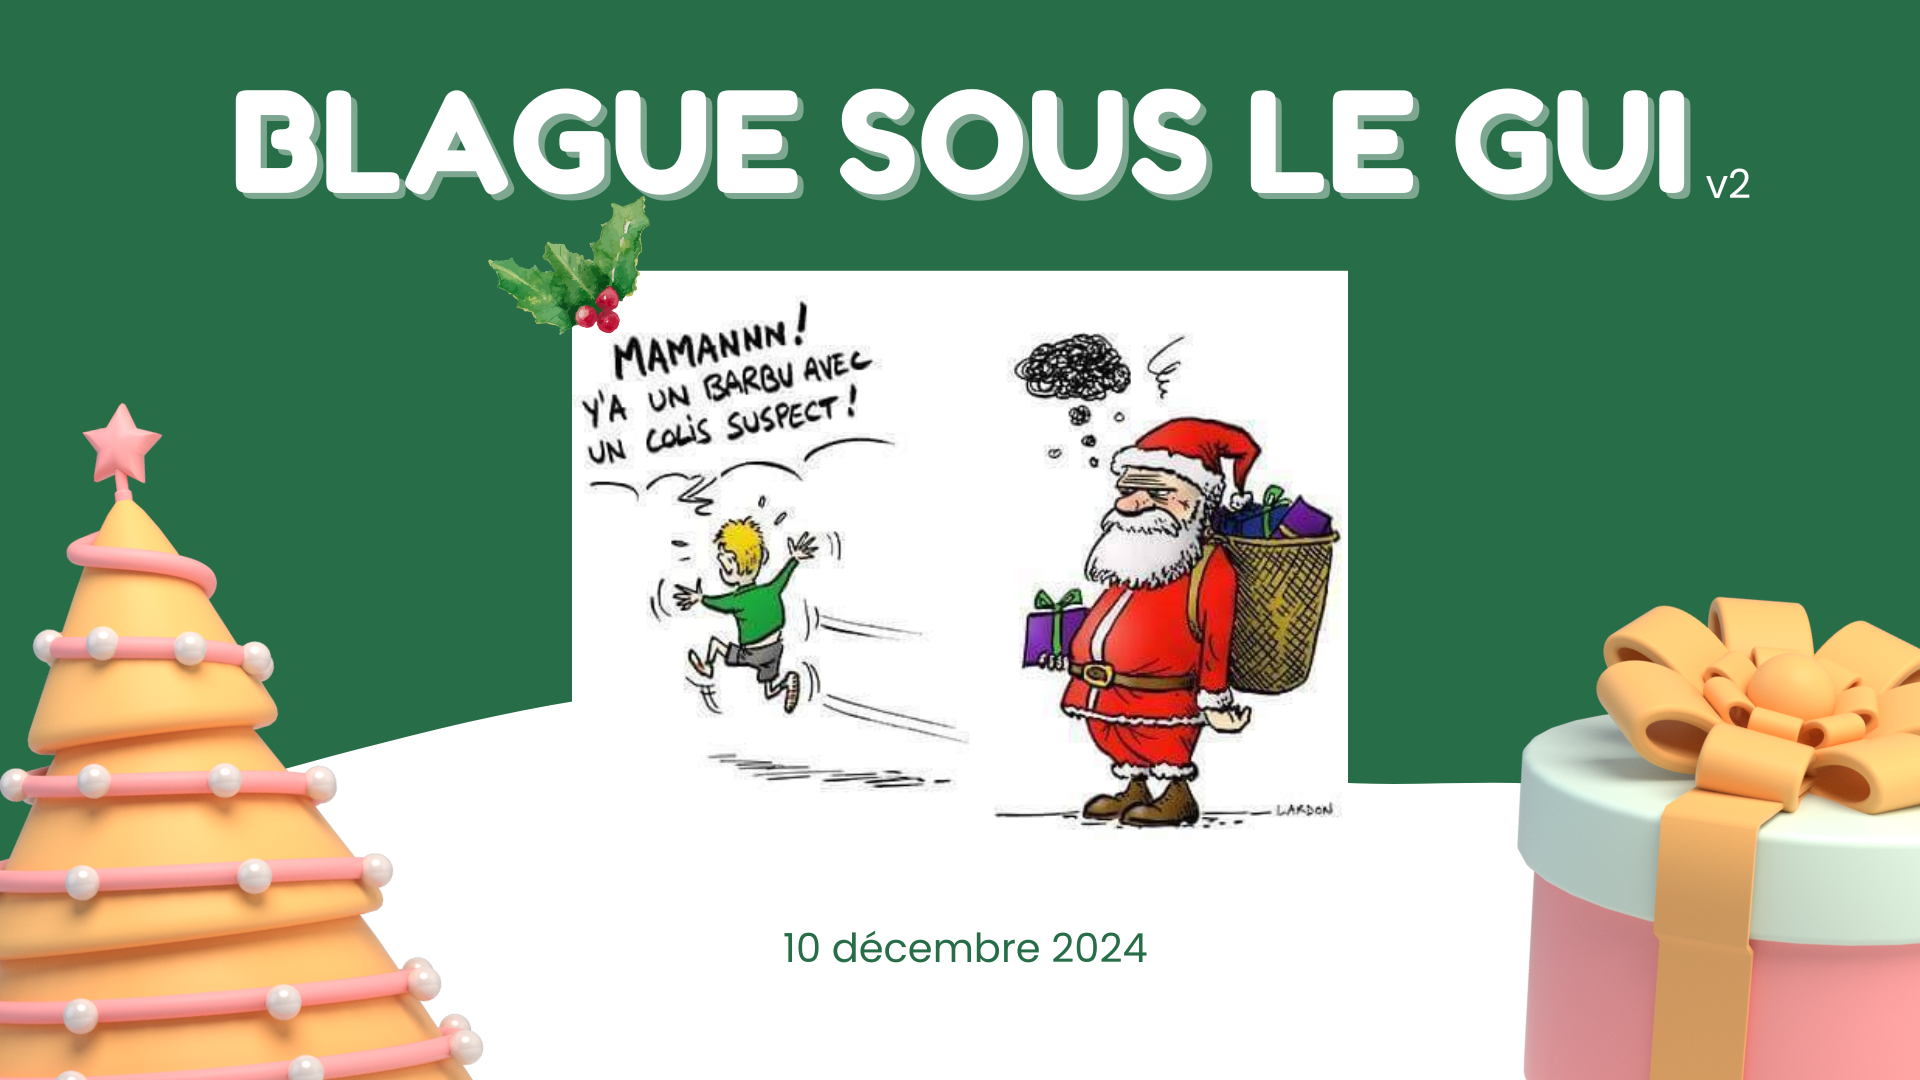 BLAGUE SOUS LE GUI v2
MAMANNN!
Y'A UN BARBU AVEC
UN COLIS SUSPECT!
LARDON
10 décembre 2024